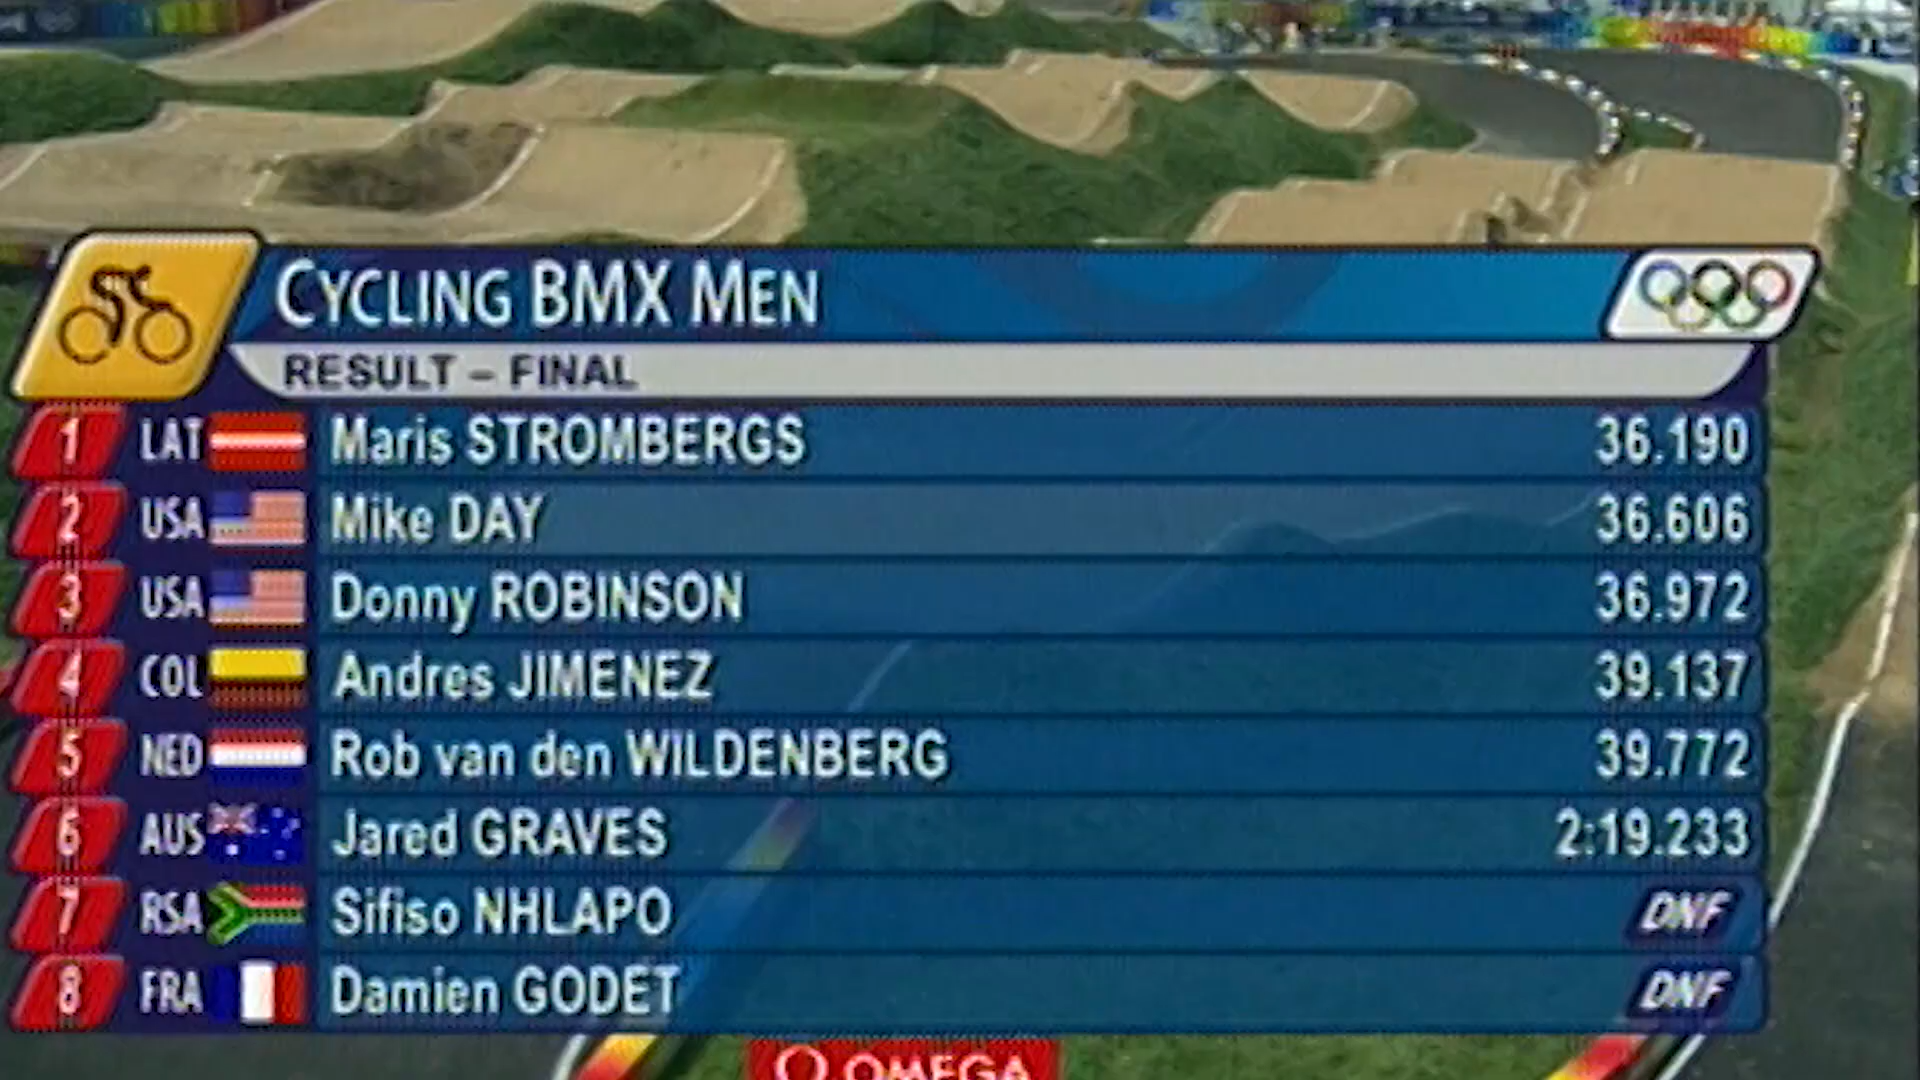 CYCLING BMX MEN
RESULT – FINAL
1 LAT Maris STROMBERGS 36.190
2 USA Mike DAY 36.606
3 USA Donny ROBINSON 36.972
4 COL Andres JIMENEZ 39.137
5 NED Rob van den WILDENBERG 39.772
6 AUS Jared GRAVES 2:19.233
7 RSA Sifiso NHLAPO DNF
8 FRA Damien GODET DNF
OMEGA